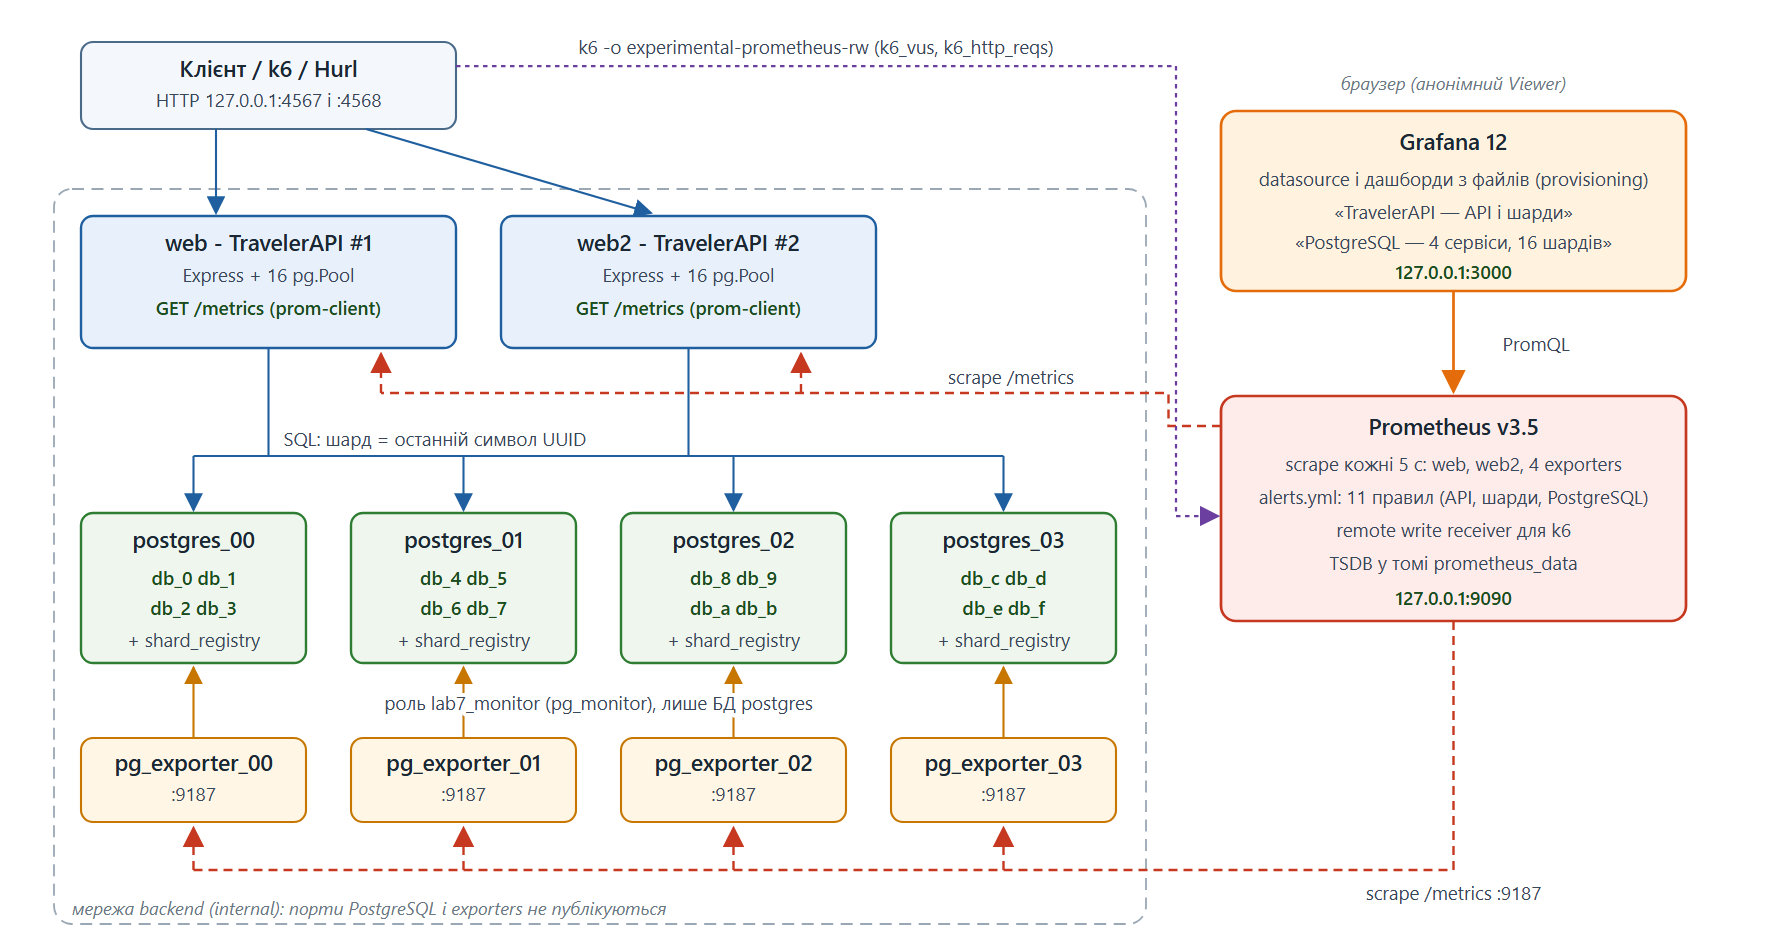 k6 -o experimental-prometheus-rw (k6_vus, k6_http_reqs)
Клієнт / k6 / Hurl
HTTP 127.0.0.1:4567 і :4568
браузер (анонімний Viewer)
Grafana 12
datasource і дашборди з файлів (provisioning)
«TravelerAPI — API і шарди»
«PostgreSQL — 4 сервіси, 16 шардів»
127.0.0.1:3000
web - TravelerAPI #1
Express + 16 pg.Pool
GET /metrics (prom-client)
web2 - TravelerAPI #2
Express + 16 pg.Pool
GET /metrics (prom-client)
PromQL
scrape /metrics
Prometheus v3.5
scrape кожні 5 с: web, web2, 4 exporters
alerts.yml: 11 правил (API, шарди, PostgreSQL)
remote write receiver для k6
TSDB у томі prometheus_data
127.0.0.1:9090
SQL: шард = останній символ UUID
postgres_00
db_0 db_1
db_2 db_3
+ shard_registry
postgres_01
db_4 db_5
db_6 db_7
+ shard_registry
postgres_02
db_8 db_9
db_a db_b
+ shard_registry
postgres_03
db_c db_d
db_e db_f
+ shard_registry
роль lab7_monitor (pg_monitor), лише БД postgres
pg_exporter_00
:9187
pg_exporter_01
:9187
pg_exporter_02
:9187
pg_exporter_03
:9187
scrape /metrics :9187
мережа backend (internal): порти PostgreSQL і exporters не публікуються